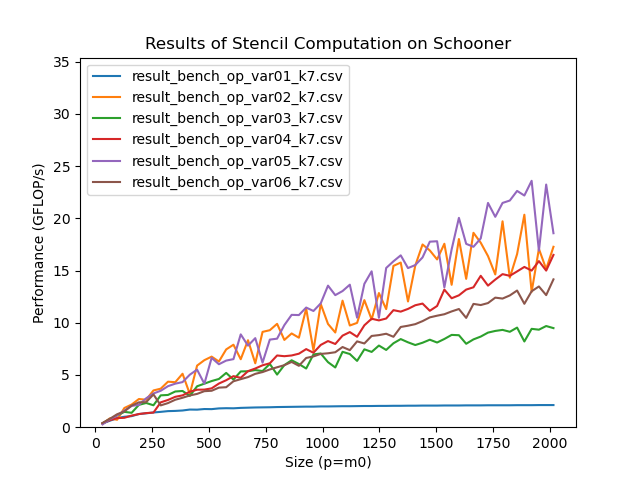 Results of Stencil Computation on Schooner
35
30
25
20
15
10
5
0
Performance (GFLOP/s)
result_bench_op_var01_k7.csv
result_bench_op_var02_k7.csv
result_bench_op_var03_k7.csv
result_bench_op_var04_k7.csv
result_bench_op_var05_k7.csv
result_bench_op_var06_k7.csv
0 250 500 750 1000 1250 1500 1750 2000
Size (p=m0)